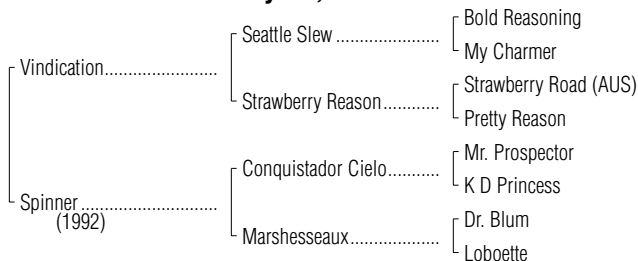 Bold Reasoning
Seattle Slew
My Charmer
Vindication
Strawberry Road (AUS)
Strawberry Reason
Pretty Reason
Mr. Prospector
Conquistador Cielo
K D Princess
Spinner
(1992)
Dr. Blum
Marshesseaux
Loboette